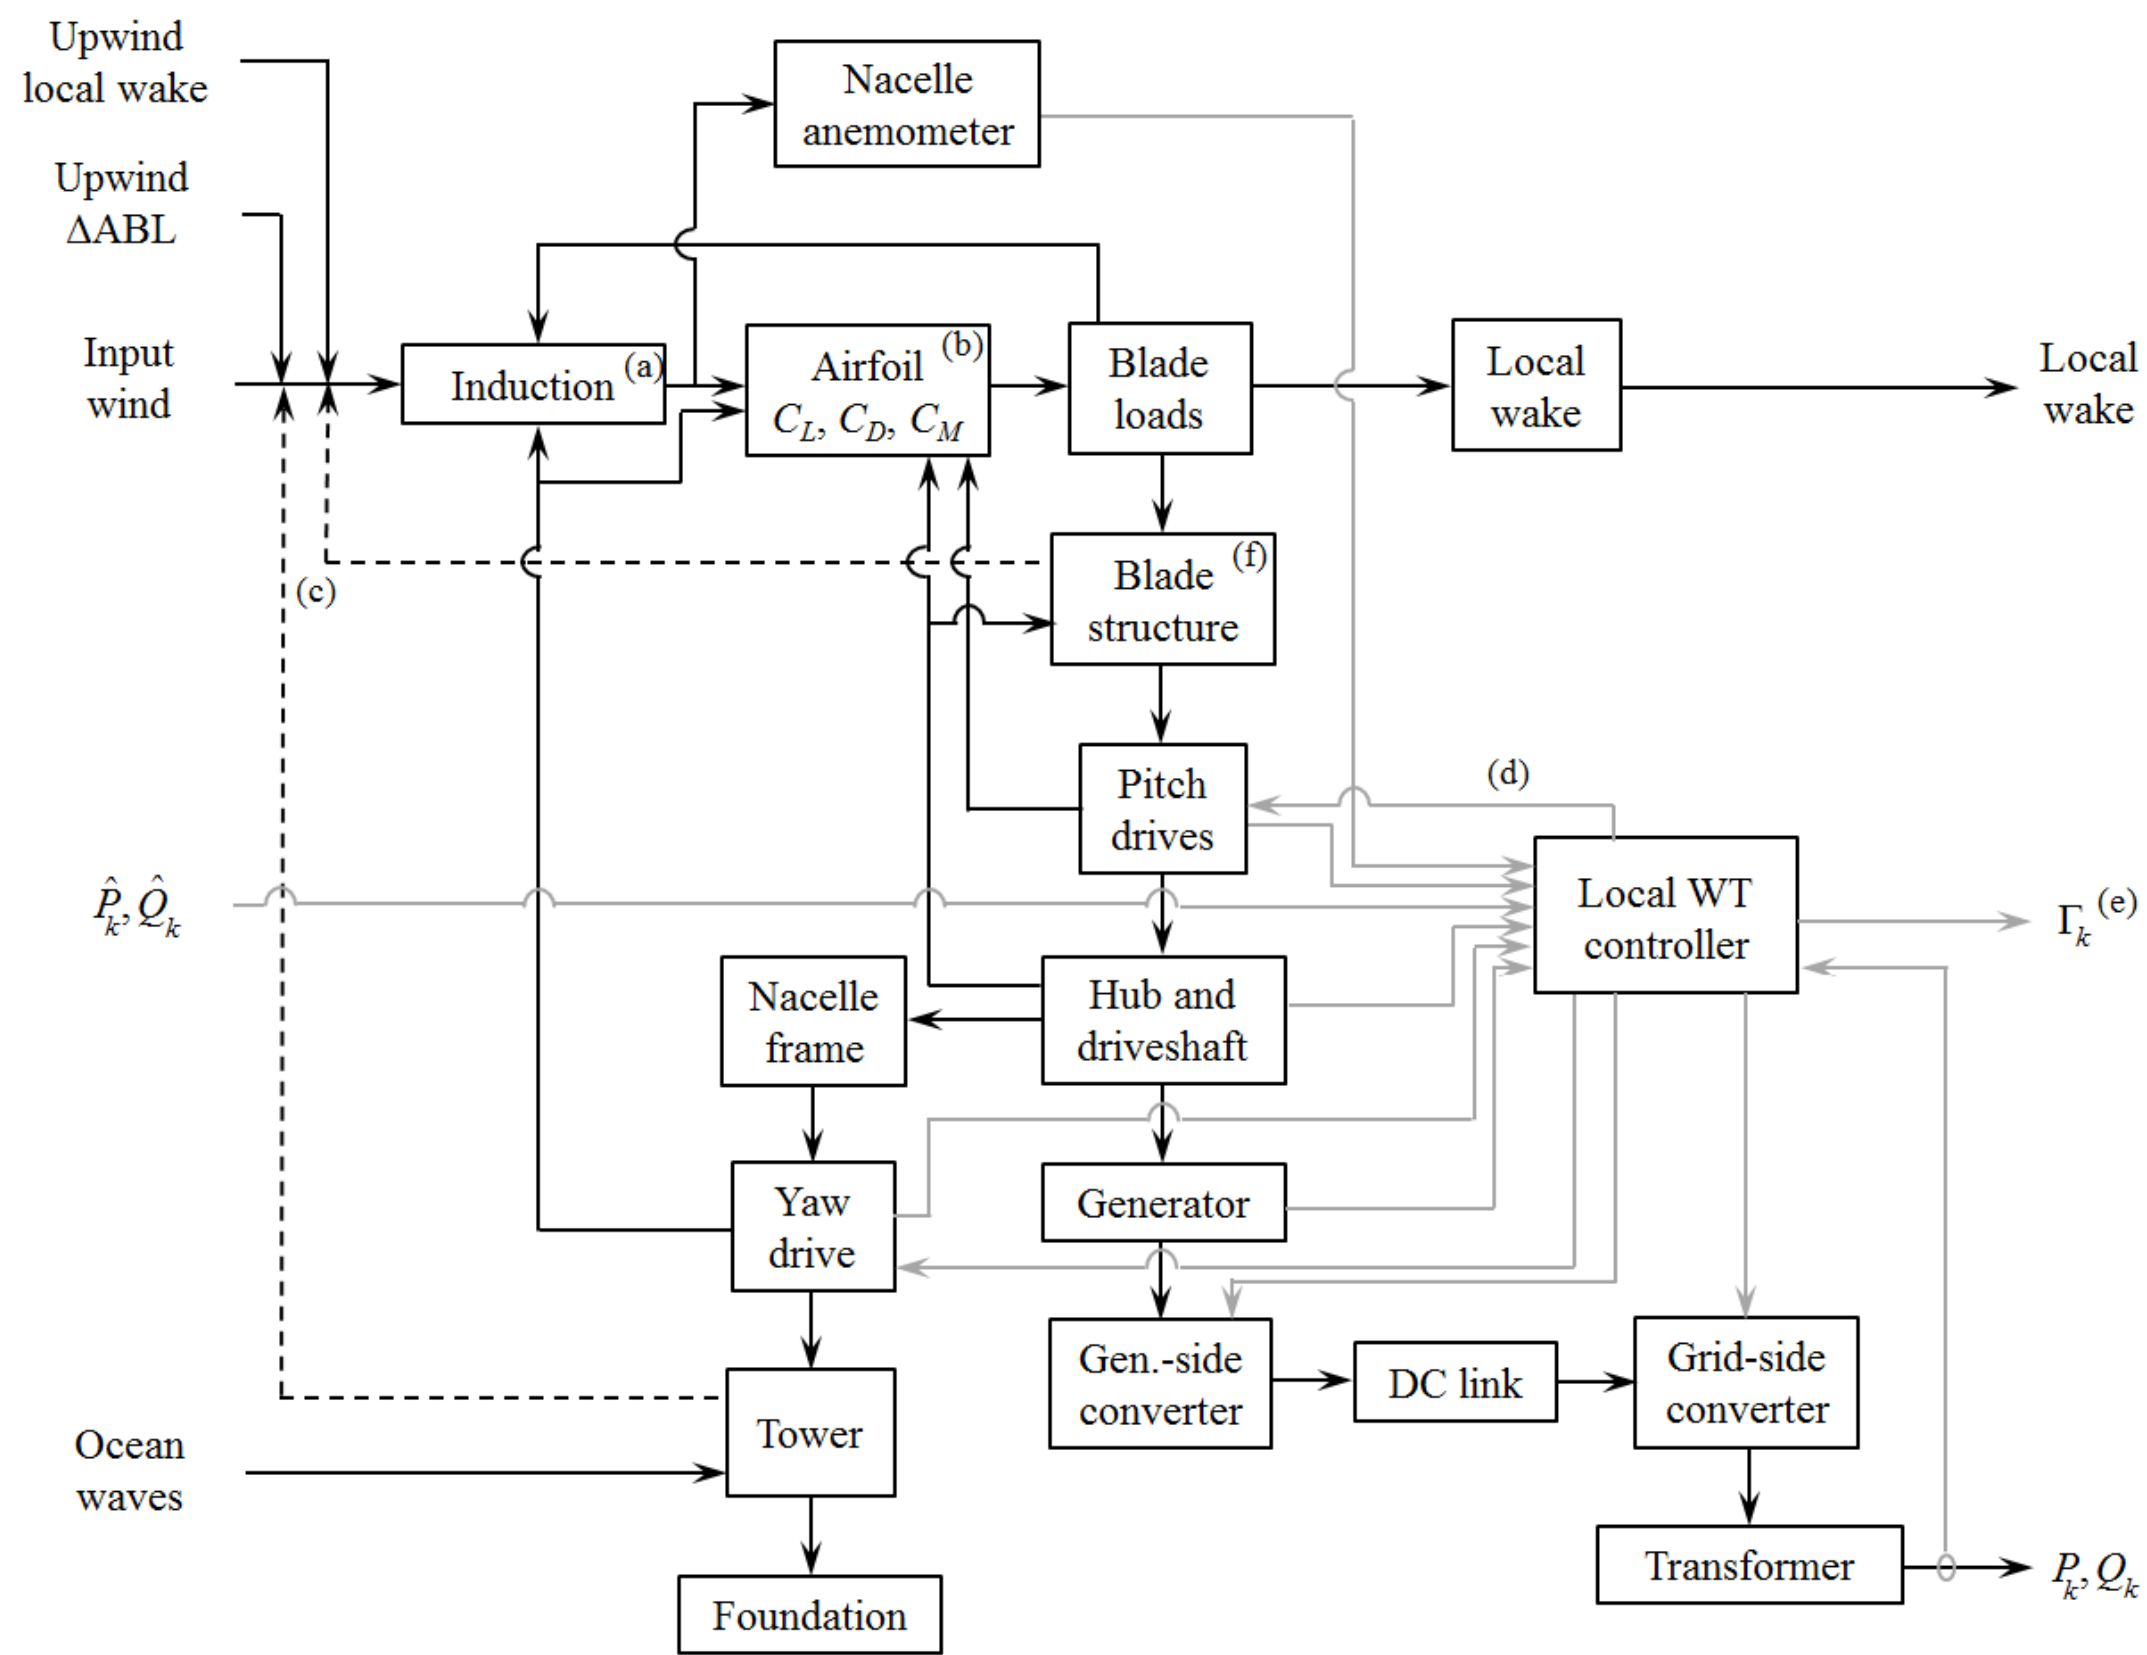 Upwind
local wake
Nacelle
anemometer
Upwind
ΔABL
Input
wind
Induction (a)
Airfoil (b)
C_L, C_D, C_M
Blade
loads
Local
wake
Local
wake
(c)
Blade (f)
structure
Pitch
drives
(d)
P̂_k, Q̂_k
Local WT
controller
Γ_k (e)
Nacelle
frame
Hub and
driveshaft
Yaw
drive
Generator
Gen.-side
converter
DC link
Grid-side
converter
Tower
Ocean
waves
Transformer
P_k, Q_k
Foundation